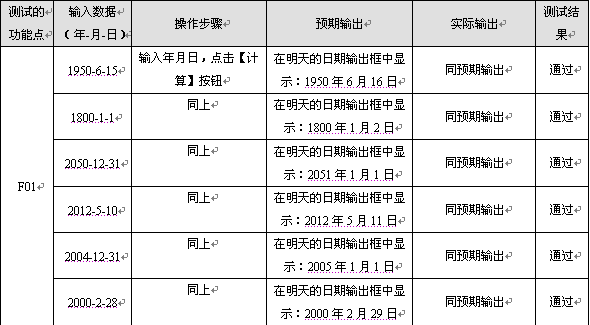 测试的
功能点
输入数据
（年-月-日）
操作步骤
预期输出
实际输出
测试结
果
F01
1950-6-15
输入年月日，点击【计
算】按钮
在明天的日期输出框中显
示：1950 年 6 月 16 日
同预期输出
通过
1800-1-1
同上
在明天的日期输出框中显
示：1800 年 1 月 2 日
同预期输出
通过
2050-12-31
同上
在明天的日期输出框中显
示：2051 年 1 月 1 日
同预期输出
通过
2012-5-10
同上
在明天的日期输出框中显
示：2012 年 5 月 11 日
同预期输出
通过
2004-12-31
同上
在明天的日期输出框中显
示：2005 年 1 月 1 日
同预期输出
通过
2000-2-28
同上
在明天的日期输出框中显
示：2000 年 2 月 29 日
同预期输出
通过